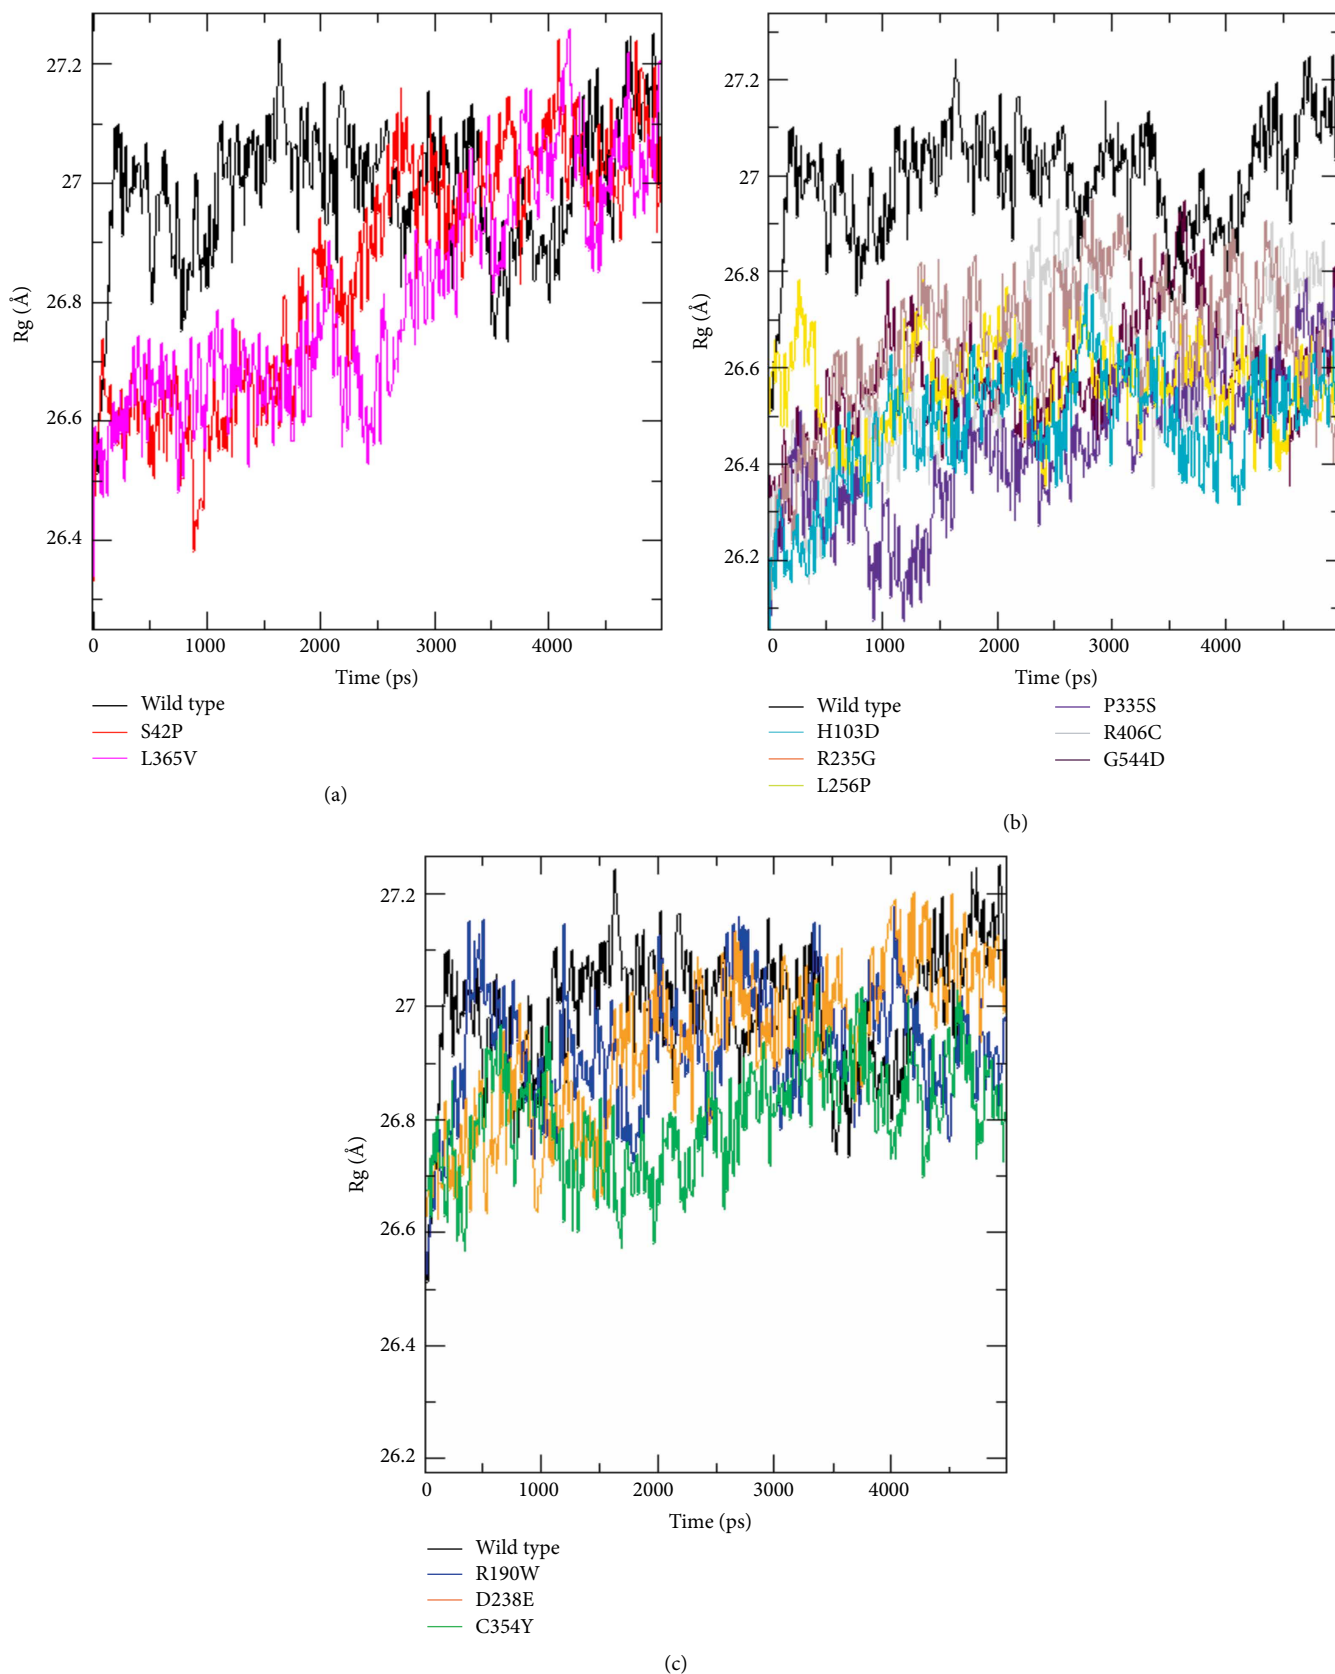 27.2
27
26.8
26.6
26.4
Rg (Å)
0 1000 2000 3000 4000
Time (ps)
Wild type
S42P
L365V
(a)
27.2
27
26.8
26.6
26.4
26.2
Rg (Å)
0 1000 2000 3000 4000
Time (ps)
Wild type
H103D
R235G
L256P
P335S
R406C
G544D
(b)
27.2
27
26.8
26.6
26.4
26.2
Rg (Å)
0 1000 2000 3000 4000
Time (ps)
Wild type
R190W
D238E
C354Y
(c)